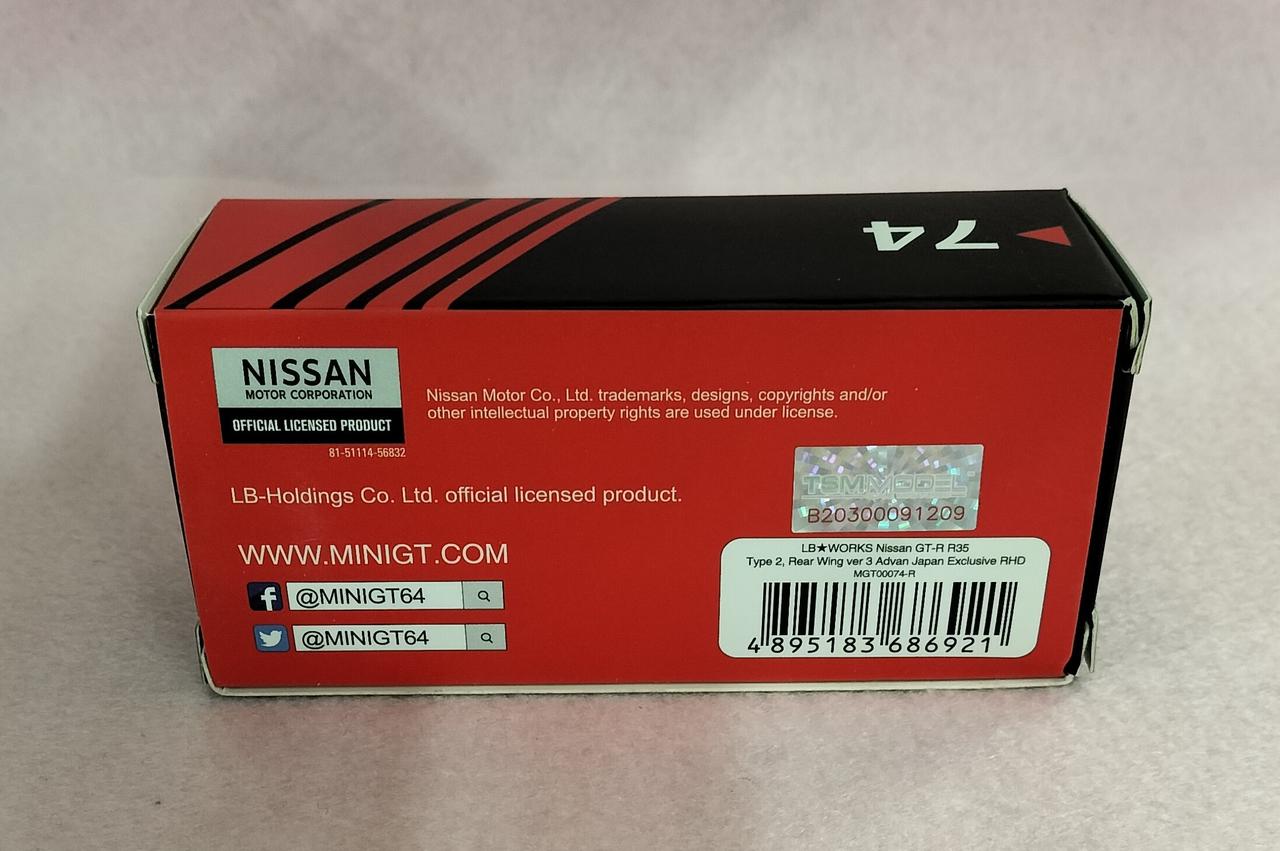 74
NISSAN
MOTOR CORPORATION
OFFICIAL LICENSED PRODUCT
81-51114-56832
Nissan Motor Co., Ltd. trademarks, designs, copyrights and/or
other intellectual property rights are used under license.
LB-Holdings Co. Ltd. official licensed product.
TSMMODEL
B20300091209
WWW.MINIGT.COM
f @MINIGT64
@MINIGT64
LB★WORKS Nissan GT-R R35
Type 2, Rear Wing ver 3 Advan Japan Exclusive RHD
MGT00074-R
4 895183 686921